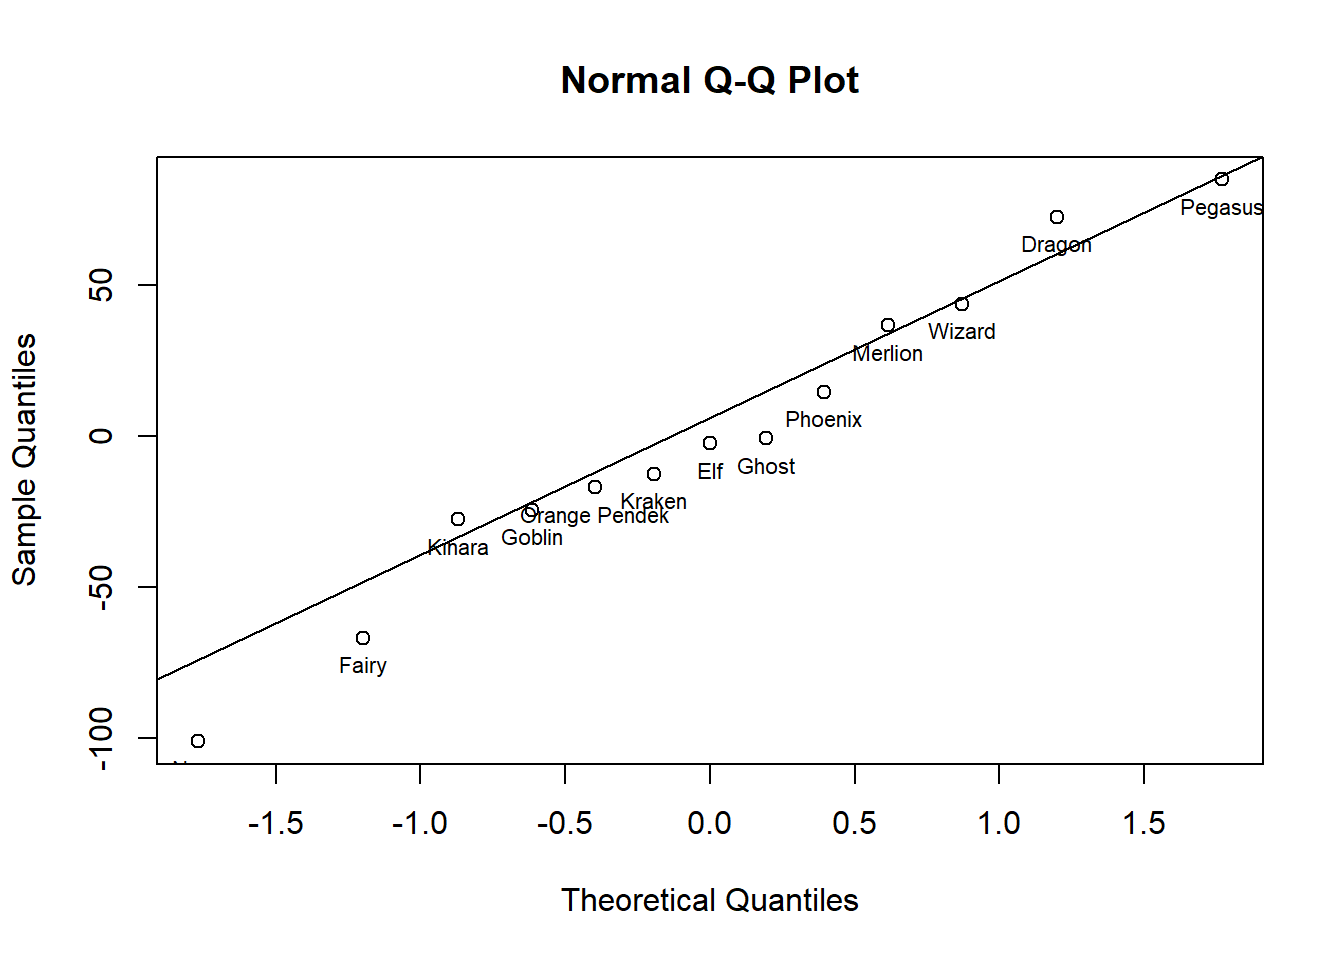 Normal Q-Q Plot
Pegasus
Dragon
Wizard
Merlion
Phoenix
Ghost
Elf
Kraken
Orange Pendek
Goblin
Kinara
Fairy
50
0
-50
-100
Sample Quantiles
-1.5 -1.0 -0.5 0.0 0.5 1.0 1.5
Theoretical Quantiles